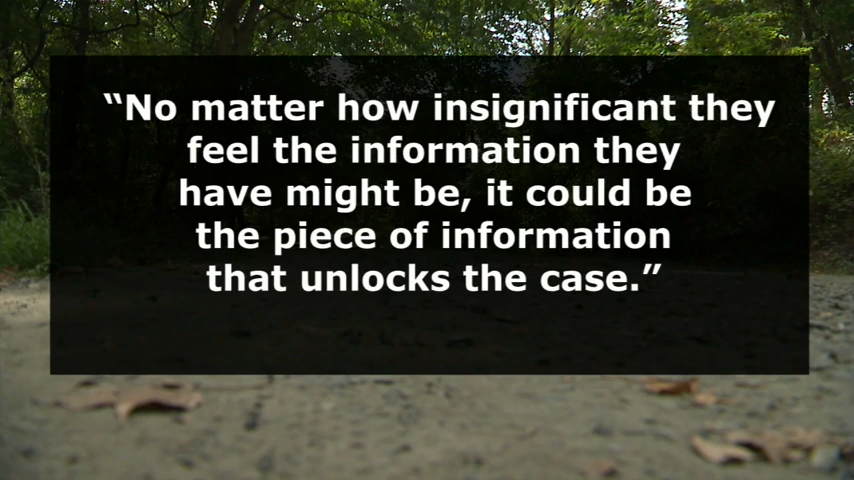 “No matter how insignificant they
feel the information they
have might be, it could be
the piece of information
that unlocks the case.”